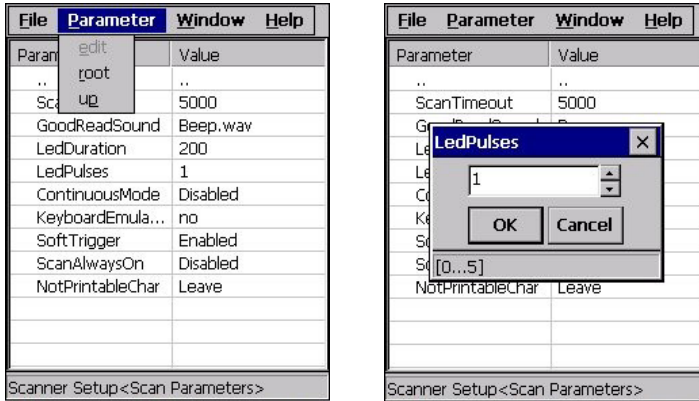 File Parameter Window Help
Param Value
edit
root
up
.. ..
Sca 5000
GoodReadSound Beep.wav
LedDuration 200
LedPulses 1
ContinuousMode Disabled
KeyboardEmula... no
SoftTrigger Enabled
ScanAlwaysOn Disabled
NotPrintableChar Leave
Scanner Setup<Scan Parameters>
File Parameter Window Help
Parameter Value
.. ..
ScanTimeout 5000
LedPulses
1
OK Cancel
[0...5]
NotPrintableChar Leave
Scanner Setup<Scan Parameters>